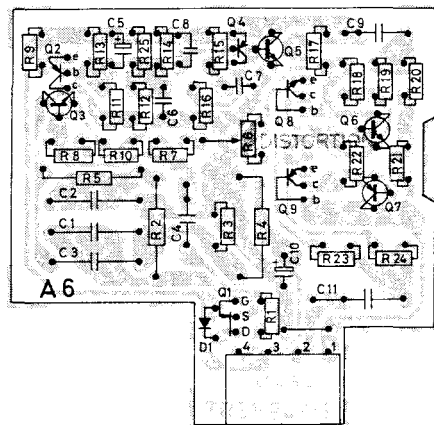 R9
Q2
e
b
c
Q3
R13
C5
+
R25
R14
C8
R15
Q4
e
b
c
Q5
R17
C9
R18
R19
R20
R11
R12
C6
R16
C7
Q8
e
c
b
Q6
R6
DISTORTIO
R8
R10
R7
R5
R22
R21
Q7
C2
C1
C3
R2
C4
R3
R4
Q9
e
c
b
C10
+
R23
R24
C11
A6
Q1
G
S
D
D1
R1
4
3
2
1